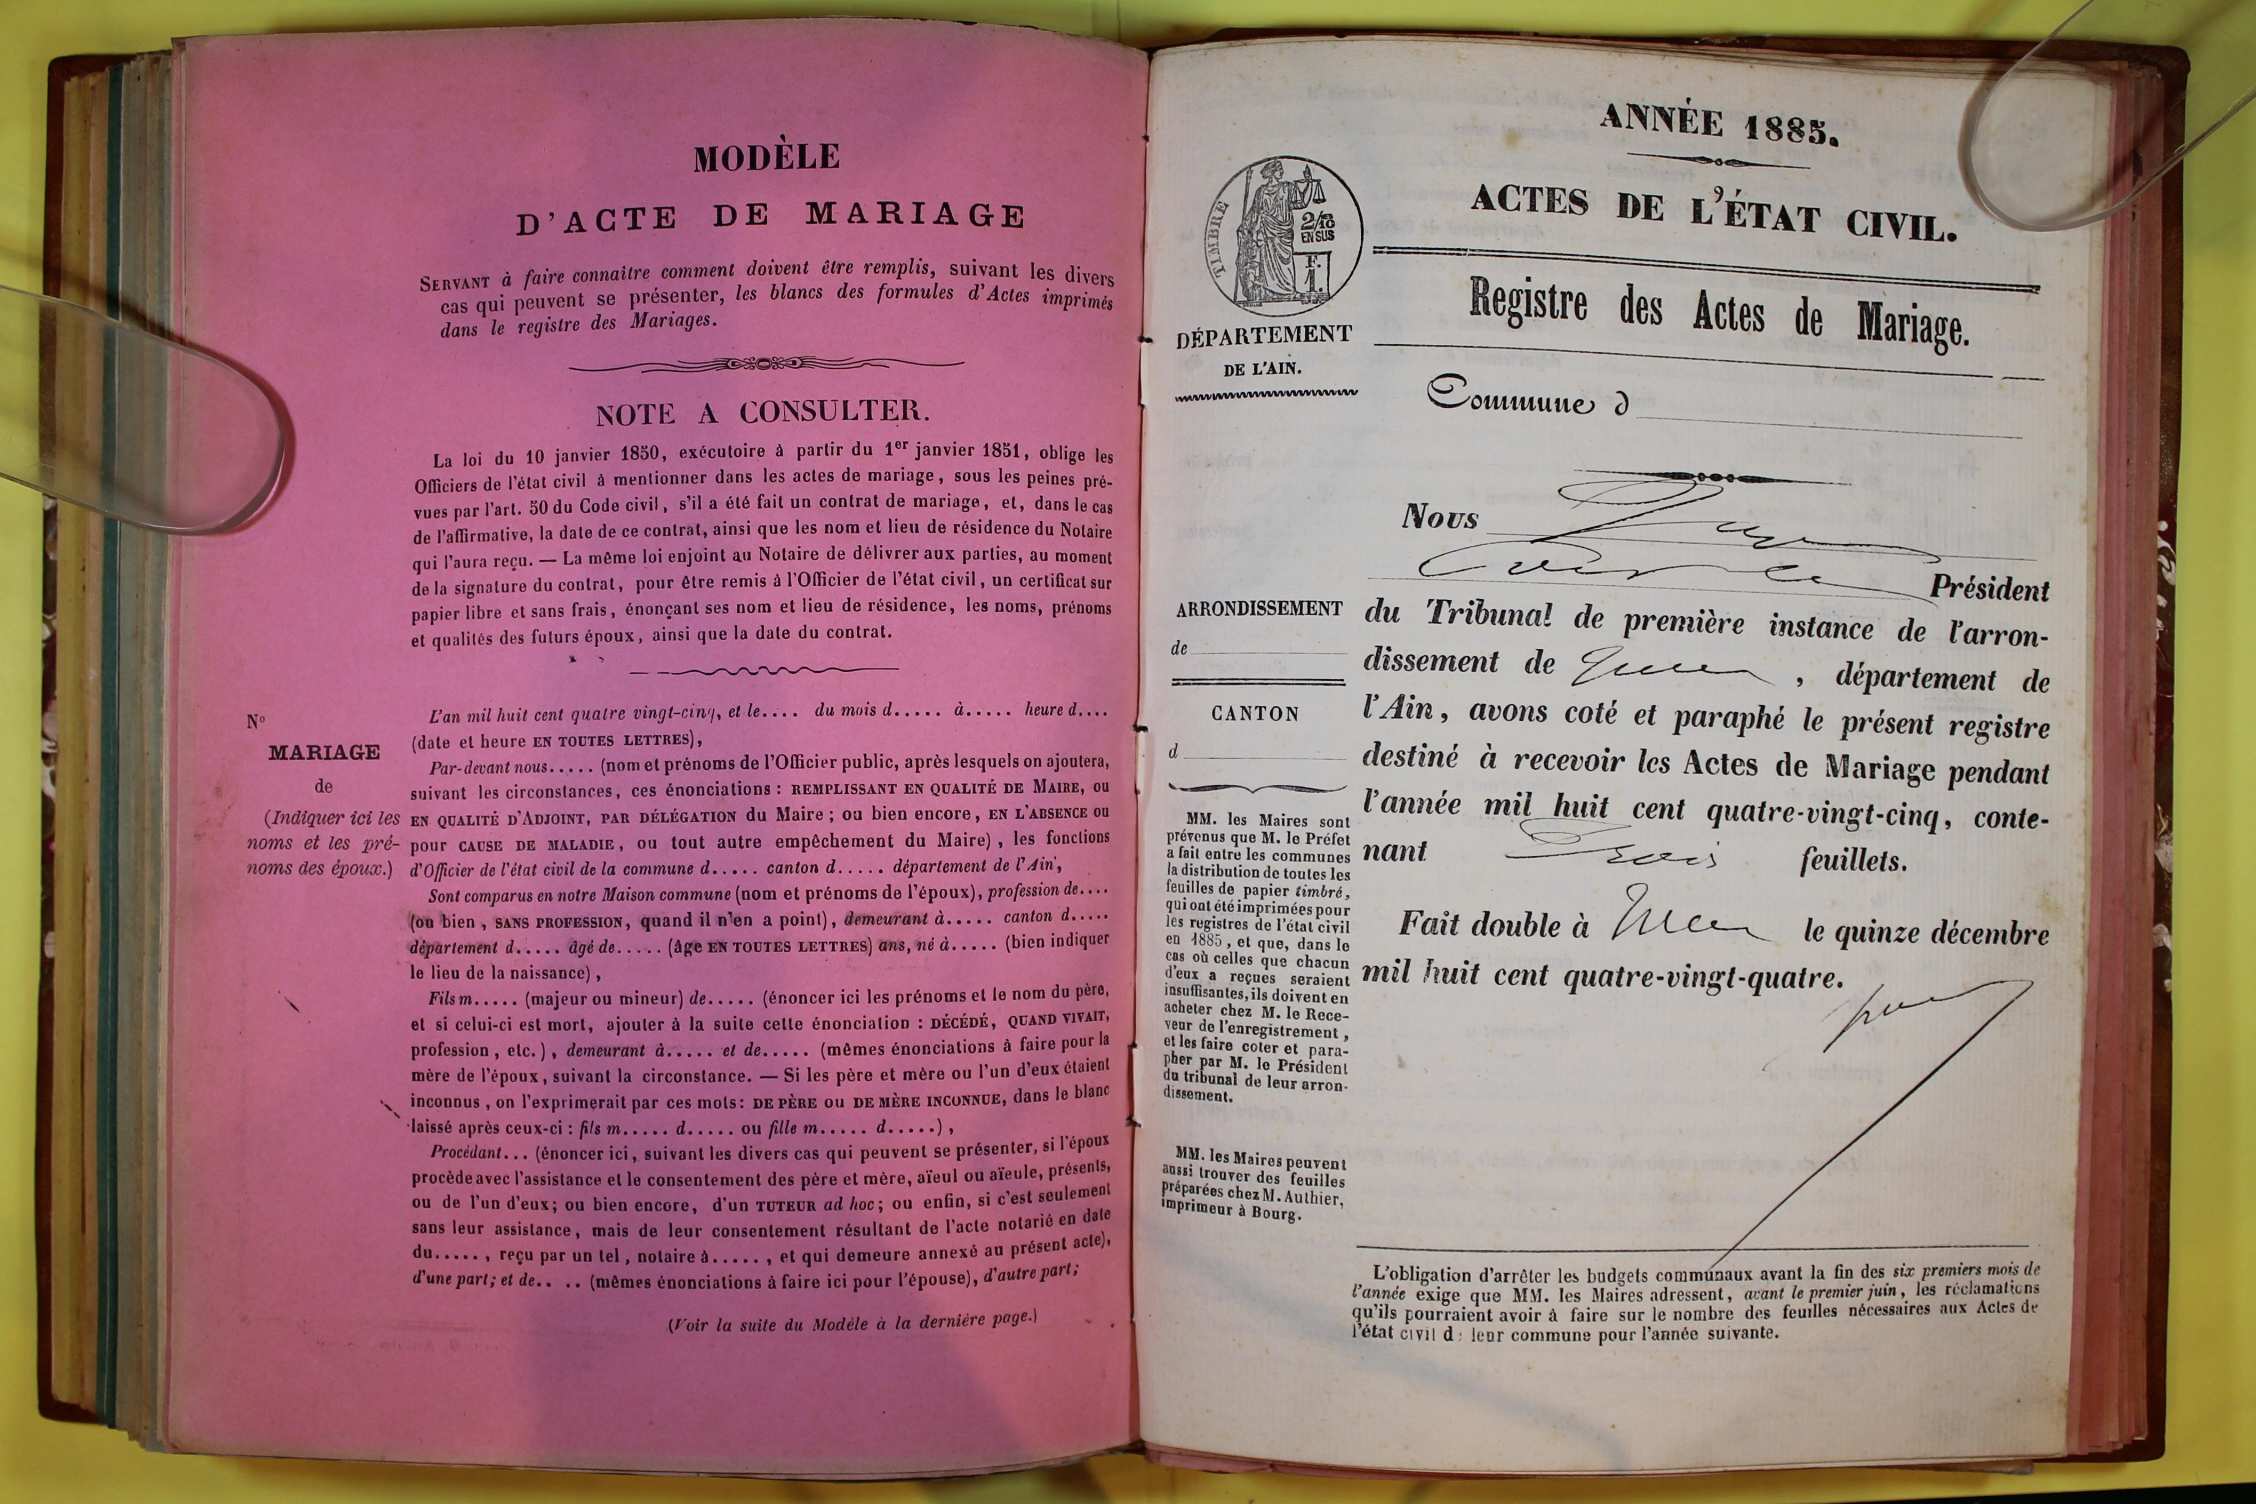 MODÈLE
D'ACTE DE MARIAGE
SERVANT à faire connaitre comment doivent être remplis, suivant les divers
cas qui peuvent se présenter, les blancs des formules d'Actes imprimés
dans le registre des Mariages.
NOTE A CONSULTER.
La loi du 10 janvier 1850, exécutoire à partir du 1er janvier 1851, oblige les
Officiers de l'état civil à mentionner dans les actes de mariage, sous les peines pré-
vues par l'art. 50 du Code civil, s'il a été fait un contrat de mariage, et, dans le cas
de l'affirmative, la date de ce contrat, ainsi que les nom et lieu de résidence du Notaire
qui l'aura reçu. — La même loi enjoint au Notaire de délivrer aux parties, au moment
de la signature du contrat, pour être remis à l'Officier de l'état civil, un certificat sur
papier libre et sans frais, énonçant ses nom et lieu de résidence, les noms, prénoms
et qualités des futurs époux, ainsi que la date du contrat.
No
MARIAGE
de
(Indiquer ici les
noms et les pré-
noms des époux.)
L'an mil huit cent quatre vingt-cinq, et le.... du mois d..... à..... heure d....
(date et heure EN TOUTES LETTRES),
Par-devant nous..... (nom et prénoms de l'Officier public, après lesquels on ajoutera,
suivant les circonstances, ces énonciations : REMPLISSANT EN QUALITÉ DE MAIRE, OU
EN QUALITÉ D'ADJOINT, PAR DÉLÉGATION du Maire ; ou bien encore, EN L'ABSENCE OU
pour CAUSE DE MALADIE, ou tout autre empêchement du Maire), les fonctions
d'Officier de l'état civil de la commune d..... canton d..... département de l'Ain,
Sont comparus en notre Maison commune (nom et prénoms de l'époux), profession de....
(ou bien, SANS PROFESSION, quand il n'en a point), demeurant à..... canton d.....
département d..... âgé de..... (âge EN TOUTES LETTRES) ans, né à..... (bien indiquer
le lieu de la naissance),
Fils m..... (majeur ou mineur) de..... (énoncer ici les prénoms et le nom du père,
et si celui-ci est mort, ajouter à la suite cette énonciation : DÉCÉDÉ, QUAND VIVAIT,
profession, etc.), demeurant à..... et de..... (mêmes énonciations à faire pour la
mère de l'époux, suivant la circonstance. — Si les père et mère ou l'un d'eux étaient
inconnus, on l'exprimerait par ces mots: DE PÈRE OU DE MÈRE INCONNUE, dans le blanc
laissé après ceux-ci : fils m..... d..... ou fille m..... d.....),
Procédant... (énoncer ici, suivant les divers cas qui peuvent se présenter, si l'époux
procède avec l'assistance et le consentement des père et mère, aïeul ou aïeule, présents,
ou de l'un d'eux; ou bien encore, d'un TUTEUR ad hoc; ou enfin, si c'est seulement
sans leur assistance, mais de leur consentement résultant de l'acte notarié en date
du....., reçu par un tel, notaire à....., et qui demeure annexé au présent acte),
d'une part; et de.. .. (mêmes énonciations à faire ici pour l'épouse), d'autre part;
(Voir la suite du Modèle à la dernière page.)
ANNÉE 1885.
ACTES DE L'ÉTAT CIVIL.
TIMBRE
2/10
EN SUS
F.
1.
Registre des Actes de Mariage.
DÉPARTEMENT
DE L'AIN.
Commune d
ARRONDISSEMENT
de
CANTON
d
MM. les Maires sont
prévenus que M. le Préfet
a fait entre les communes
la distribution de toutes les
feuilles de papier timbré,
qui ont été imprimées pour
les registres de l'état civil
en 1885, et que, dans le
cas où celles que chacun
d'eux a reçues seraient
insuffisantes, ils doivent en
acheter chez M. le Rece-
veur de l'enregistrement,
et les faire coter et para-
pher par M. le Président
du tribunal de leur arron-
dissement.
MM. les Maires peuvent
aussi trouver des feuilles
préparées chez M. Authier,
imprimeur à Bourg.
Nous
Président
du Tribunal de première instance de l'arron-
dissement de , département de
l'Ain, avons coté et paraphé le présent registre
destiné à recevoir les Actes de Mariage pendant
l'année mil huit cent quatre-vingt-cinq, conte-
nant Trois feuillets.
Fait double à le quinze décembre
mil huit cent quatre-vingt-quatre.
L'obligation d'arrêter les budgets communaux avant la fin des six premiers mois de
l'année exige que MM. les Maires adressent, avant le premier juin, les réclamations
qu'ils pourraient avoir à faire sur le nombre des feuilles nécessaires aux Actes de
l'état civil d leur commune pour l'année suivante.